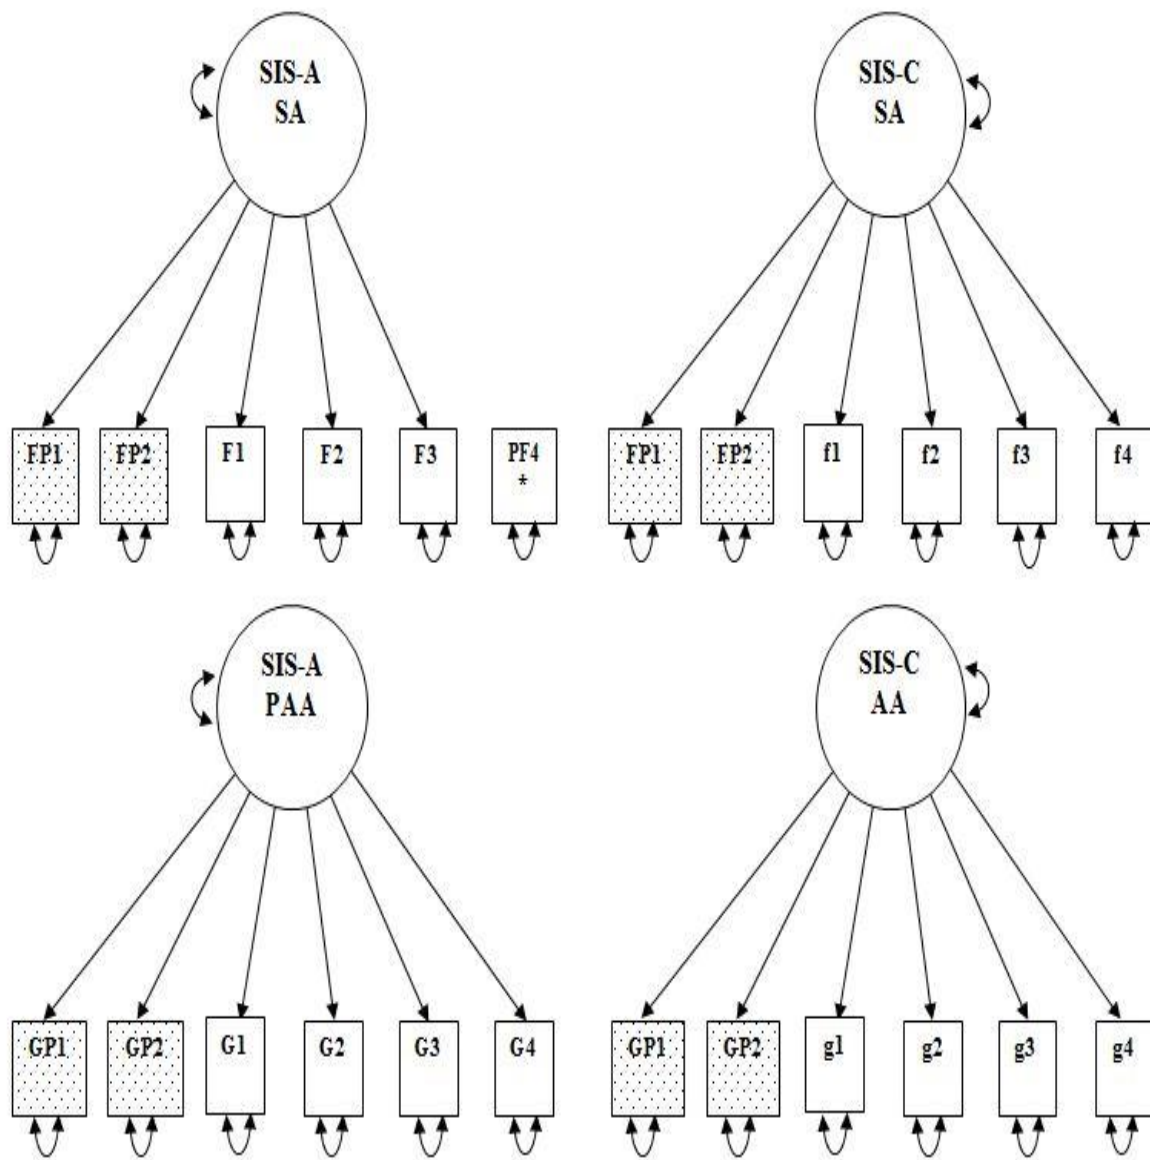 SIS-A
SA
SIS-C
SA
FP1 FP2 F1 F2 F3 PF4
*
FP1 FP2 f1 f2 f3 f4
SIS-A
PAA
SIS-C
AA
GP1 GP2 G1 G2 G3 G4
GP1 GP2 g1 g2 g3 g4